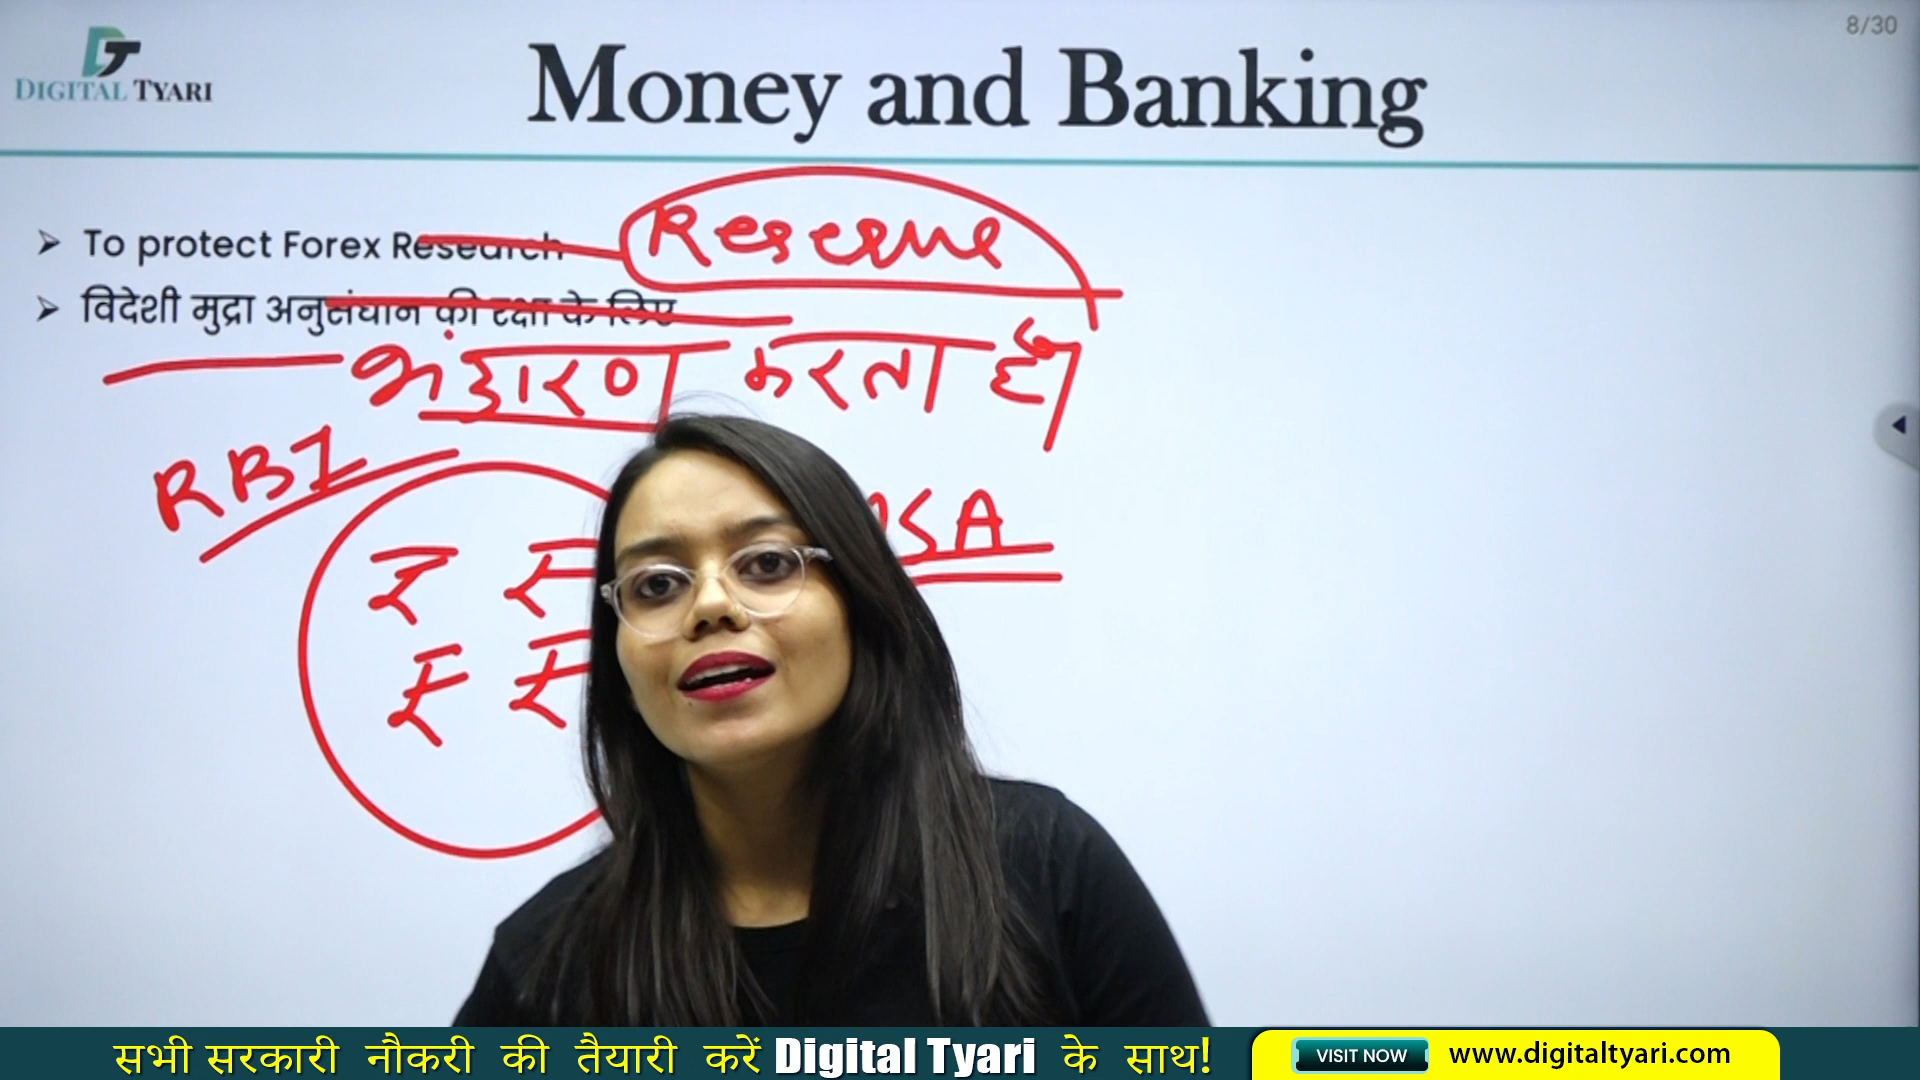 8/30
DIGITAL TYARI
Money and Banking
➤ To protect Forex Research Reserve
➤ विदेशी मुद्रा अनुसंधान की रक्षा के लिए
भंडारण करता है।
RBI
SA
₹ ₹
₹ ₹
सभी सरकारी नौकरी की तैयारी करें Digital Tyari के साथ!
VISIT NOW www.digitaltyari.com